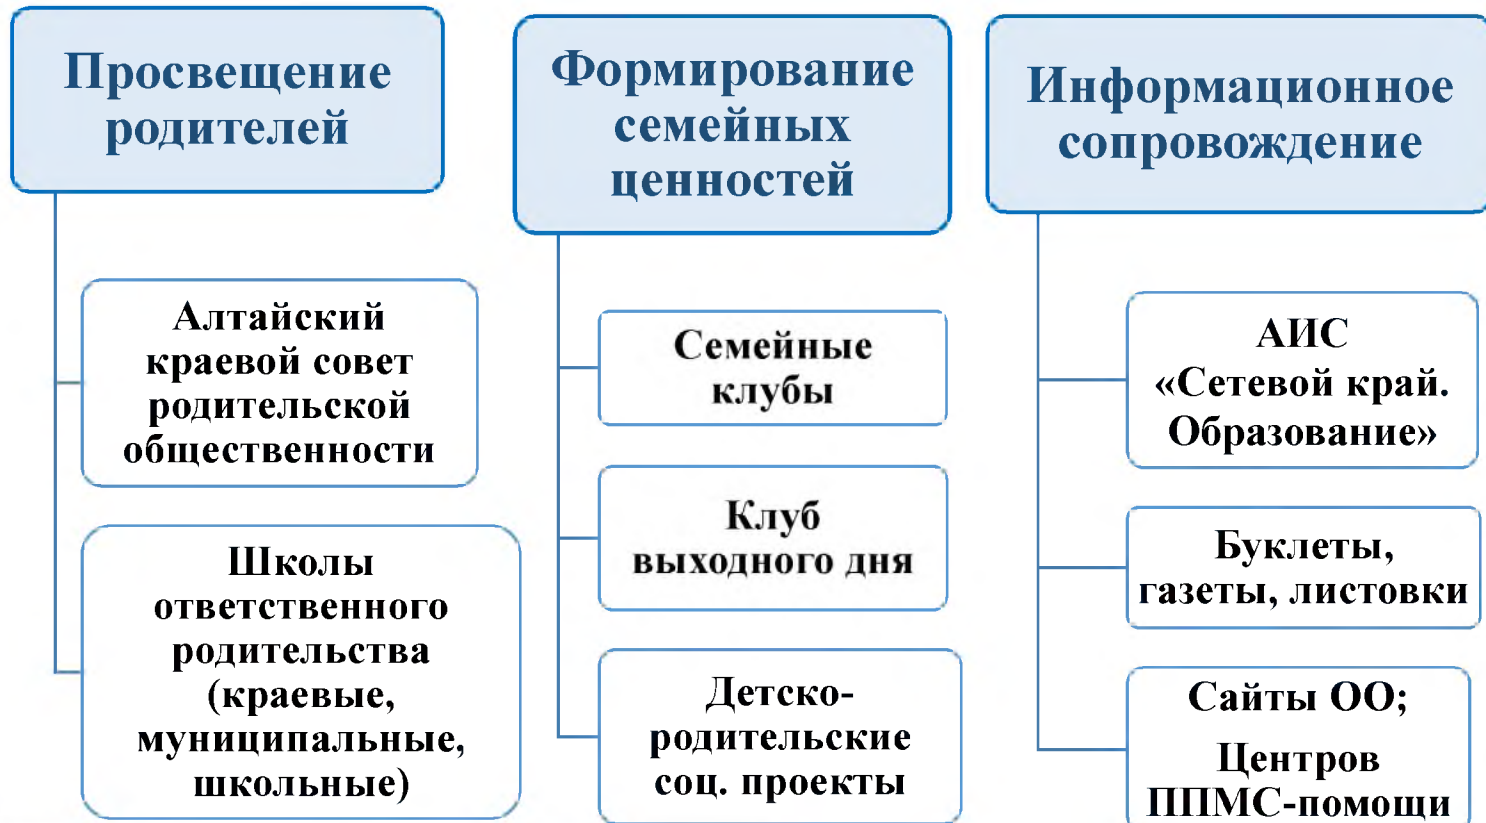 Просвещение
родителей
Алтайский
краевой совет
родительской
общественности
Школы
ответственного
родительства
(краевые,
муниципальные,
школьные)
Формирование
семейных
ценностей
Семейные
клубы
Клуб
выходного дня
Детско-
родительские
соц. проекты
Информационное
сопровождение
АИС
«Сетевой край.
Образование»
Буклеты,
газеты, листовки
Сайты ОО;
Центров
ППМС-помощи